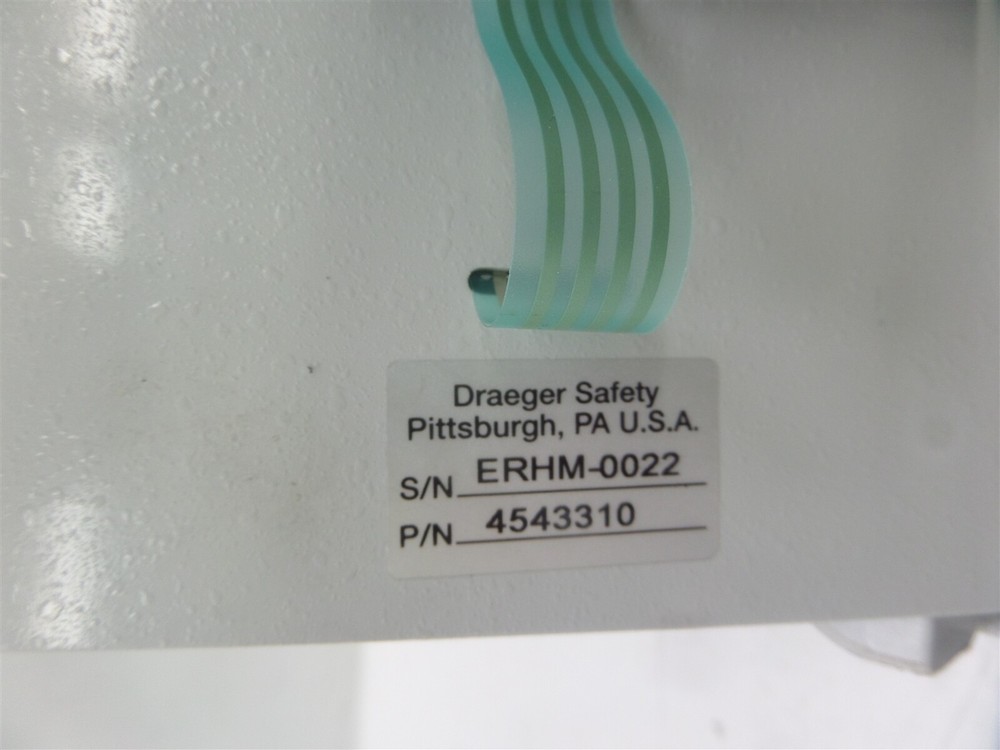 Draeger Safety
Pittsburgh, PA U.S.A.
S/N ERHM-0022
P/N 4543310